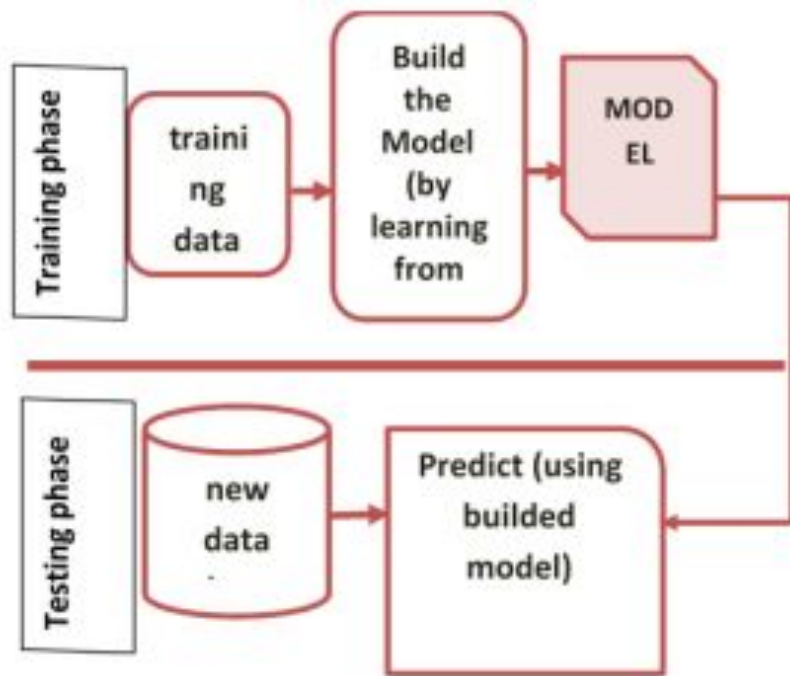 Training phase
traini
ng
data
Build
the
Model
(by
learning
from
MOD
EL
Testing phase
new
data
.
Predict (using
builded
model)